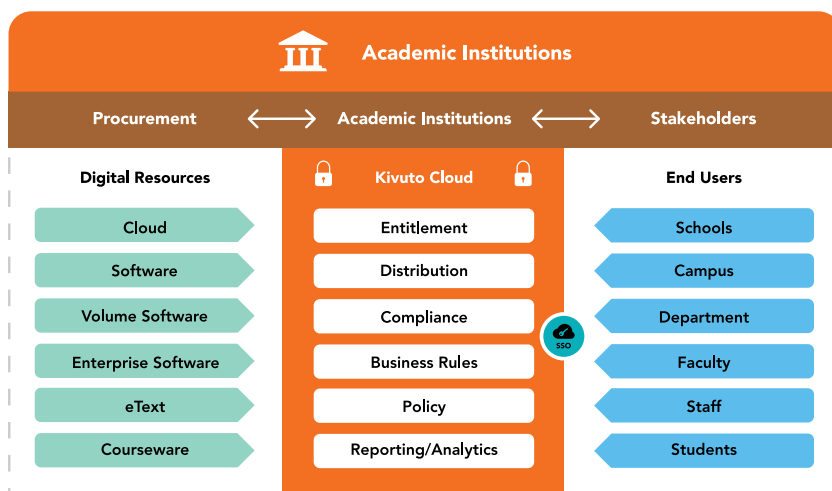 Academic Institutions
Procurement
Academic Institutions
Stakeholders
Digital Resources
Cloud
Software
Volume Software
Enterprise Software
eText
Courseware
Kivuto Cloud
Entitlement
Distribution
Compliance
Business Rules
Policy
Reporting/Analytics
SSO
End Users
Schools
Campus
Department
Faculty
Staff
Students